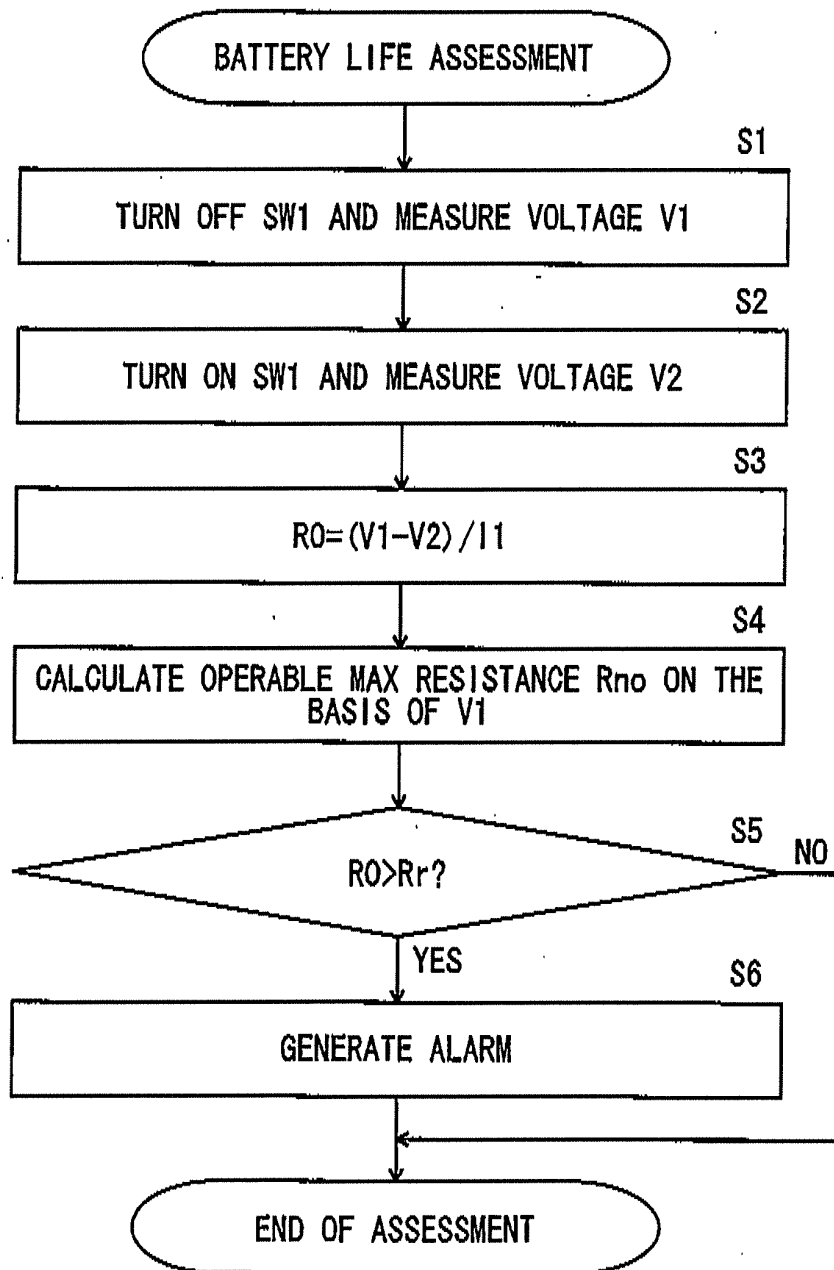 BATTERY LIFE ASSESSMENT
S1
TURN OFF SW1 AND MEASURE VOLTAGE V1
S2
TURN ON SW1 AND MEASURE VOLTAGE V2
S3
R0=(V1-V2)/I1
S4
CALCULATE OPERABLE MAX RESISTANCE Rno ON THE
BASIS OF V1
S5
NO
R0>Rr?
YES
S6
GENERATE ALARM
END OF ASSESSMENT